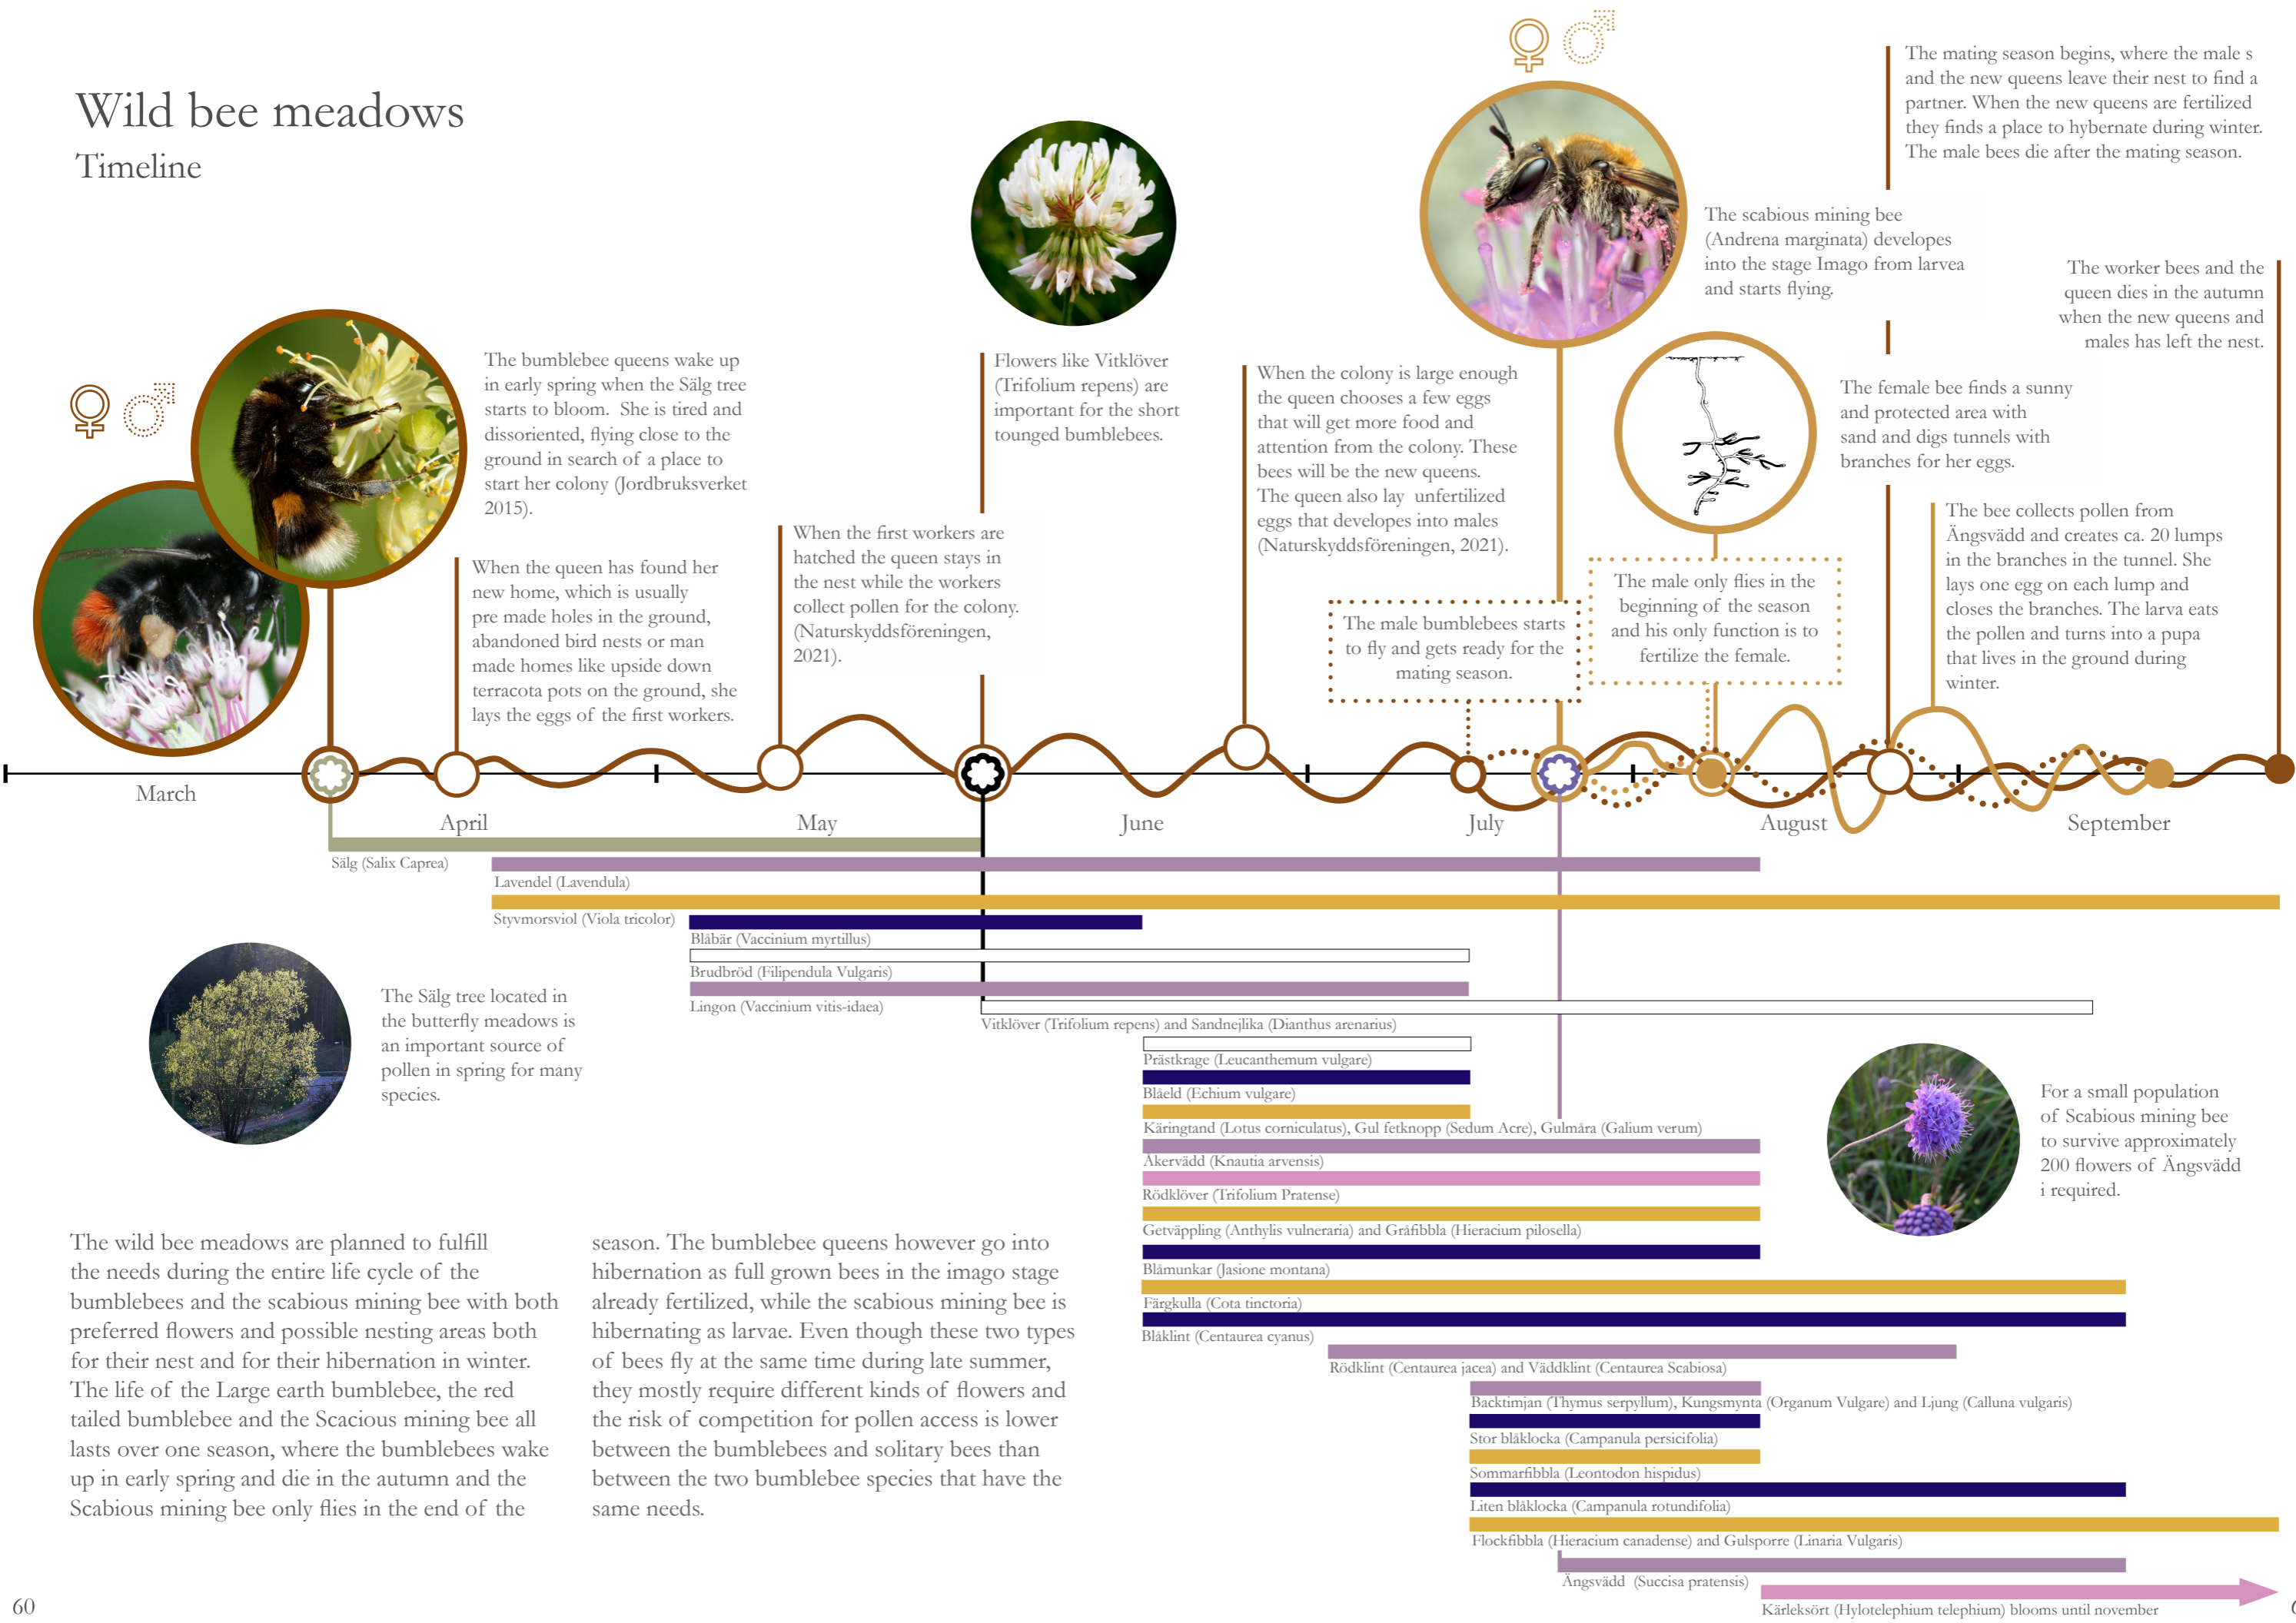 Wild bee meadows
Timeline
The bumblebee queens wake up
in early spring when the Sälg tree
starts to bloom. She is tired and
dissoriented, flying close to the
ground in search of a place to
start her colony (Jordbruksverket
2015).
When the queen has found her
new home, which is usually
pre made holes in the ground,
abandoned bird nests or man
made homes like upside down
terracota pots on the ground, she
lays the eggs of the first workers.
When the first workers are
hatched the queen stays in
the nest while the workers
collect pollen for the colony.
(Naturskyddsföreningen,
2021).
Flowers like Vitklöver
(Trifolium repens) are
important for the short
tounged bumblebees.
When the colony is large enough
the queen chooses a few eggs
that will get more food and
attention from the colony. These
bees will be the new queens.
The queen also lay unfertilized
eggs that developes into males
(Naturskyddsföreningen, 2021).
The male bumblebees starts
to fly and gets ready for the
mating season.
The scabious mining bee
(Andrena marginata) developes
into the stage Imago from larvea
and starts flying.
The male only flies in the
beginning of the season
and his only function is to
fertilize the female.
The mating season begins, where the male s
and the new queens leave their nest to find a
partner. When the new queens are fertilized
they finds a place to hybernate during winter.
The male bees die after the mating season.
The female bee finds a sunny
and protected area with
sand and digs tunnels with
branches for her eggs.
The bee collects pollen from
Ängsvädd and creates ca. 20 lumps
in the branches in the tunnel. She
lays one egg on each lump and
closes the branches. The larva eats
the pollen and turns into a pupa
that lives in the ground during
winter.
The worker bees and the
queen dies in the autumn
when the new queens and
males has left the nest.
March
April
May
June
July
August
September
Sälg (Salix Caprea)
Lavendel (Lavendula)
Styvmorsviol (Viola tricolor)
Blåbär (Vaccinium myrtillus)
Brudbröd (Filipendula Vulgaris)
Lingon (Vaccinium vitis-idaea)
Vitklöver (Trifolium repens) and Sandnejlika (Dianthus arenarius)
Prästkrage (Leucanthemum vulgare)
Blåeld (Echium vulgare)
Käringtand (Lotus corniculatus), Gul fetknopp (Sedum Acre), Gulmåra (Galium verum)
Åkervädd (Knautia arvensis)
Rödklöver (Trifolium Pratense)
Getväppling (Anthylis vulneraria) and Gråfibbla (Hieracium pilosella)
Blåmunkar (Jasione montana)
Färgkulla (Cota tinctoria)
Blåklint (Centaurea cyanus)
Rödklint (Centaurea jacea) and Väddklint (Centaurea Scabiosa)
Backtimjan (Thymus serpyllum), Kungsmynta (Organum Vulgare) and Ljung (Calluna vulgaris)
Stor blåklocka (Campanula persicifolia)
Sommarfibbla (Leontodon hispidus)
Liten blåklocka (Campanula rotundifolia)
Flockfibbla (Hieracium canadense) and Gulsporre (Linaria Vulgaris)
Ängsvädd (Succisa pratensis)
Kärleksört (Hylotelephium telephium) blooms until november
The Sälg tree located in
the butterfly meadows is
an important source of
pollen in spring for many
species.
For a small population
of Scabious mining bee
to survive approximately
200 flowers of Ängsvädd
i required.
The wild bee meadows are planned to fulfill
the needs during the entire life cycle of the
bumblebees and the scabious mining bee with both
preferred flowers and possible nesting areas both
for their nest and for their hibernation in winter.
The life of the Large earth bumblebee, the red
tailed bumblebee and the Scacious mining bee all
lasts over one season, where the bumblebees wake
up in early spring and die in the autumn and the
Scabious mining bee only flies in the end of the
season. The bumblebee queens however go into
hibernation as full grown bees in the imago stage
already fertilized, while the scabious mining bee is
hibernating as larvae. Even though these two types
of bees fly at the same time during late summer,
they mostly require different kinds of flowers and
the risk of competition for pollen access is lower
between the bumblebees and solitary bees than
between the two bumblebee species that have the
same needs.
60